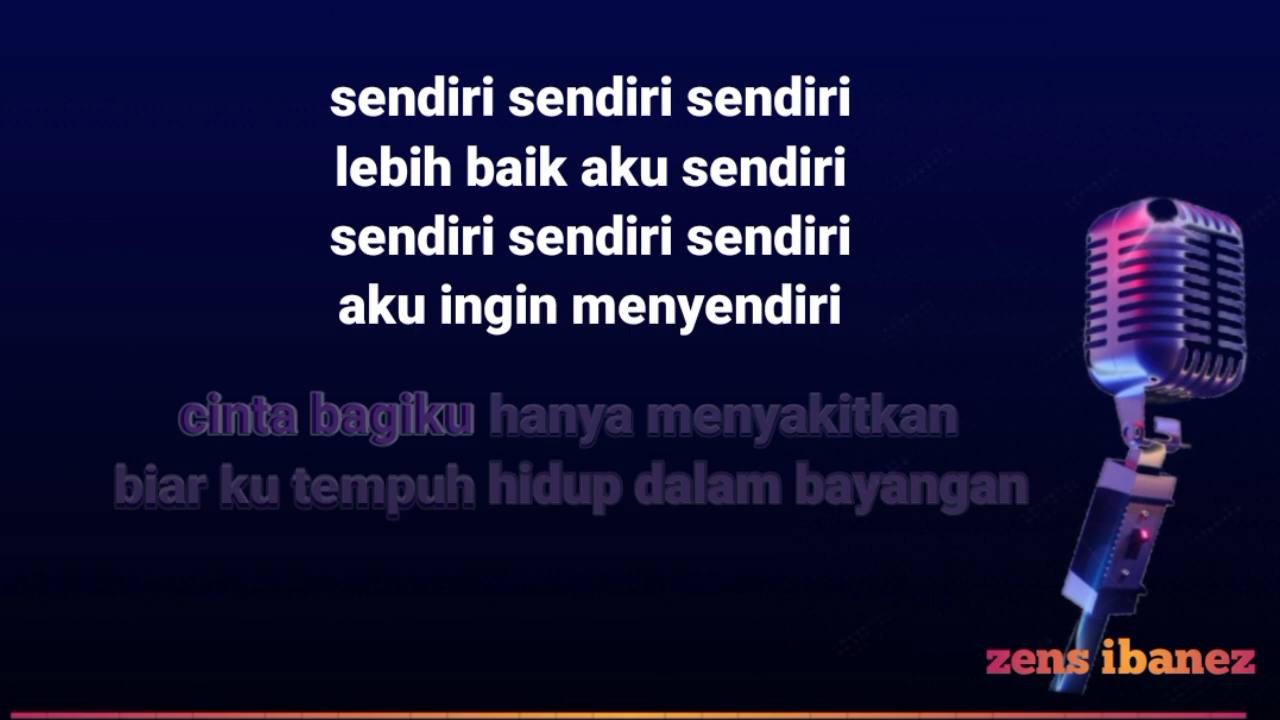 sendiri sendiri sendiri
lebih baik aku sendiri
sendiri sendiri sendiri
aku ingin menyendiri
cinta bagiku hanya menyakitkan
biar ku tempuh hidup dalam bayangan
zens ibanez